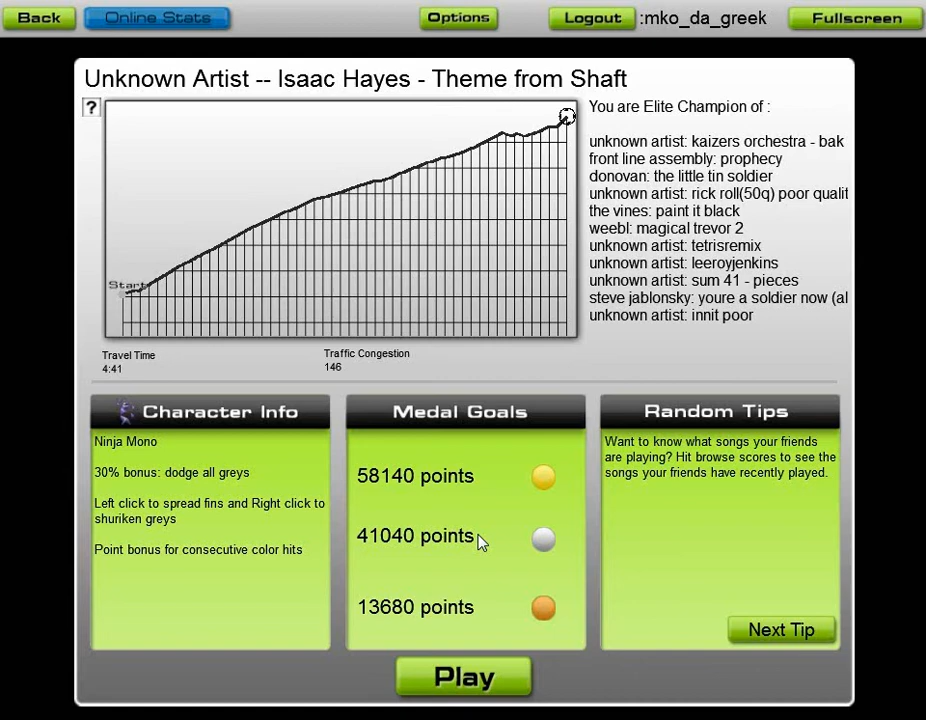 Back
Online Stats
Options
Logout
:mko_da_greek
Fullscreen
Unknown Artist -- Isaac Hayes - Theme from Shaft
?
Start
Travel Time
4:41
Traffic Congestion
146
You are Elite Champion of :
unknown artist: kaizers orchestra - bak
front line assembly: prophecy
donovan: the little tin soldier
unknown artist: rick roll(50q) poor qualit
the vines: paint it black
weebl: magical trevor 2
unknown artist: tetrisremix
unknown artist: leeroyjenkins
unknown artist: sum 41 - pieces
steve jablonsky: youre a soldier now (al
unknown artist: innit poor
Character Info
Ninja Mono
30% bonus: dodge all greys
Left click to spread fins and Right click to
shuriken greys
Point bonus for consecutive color hits
Medal Goals
58140 points
41040 points
13680 points
Random Tips
Want to know what songs your friends
are playing? Hit browse scores to see the
songs your friends have recently played.
Next Tip
Play